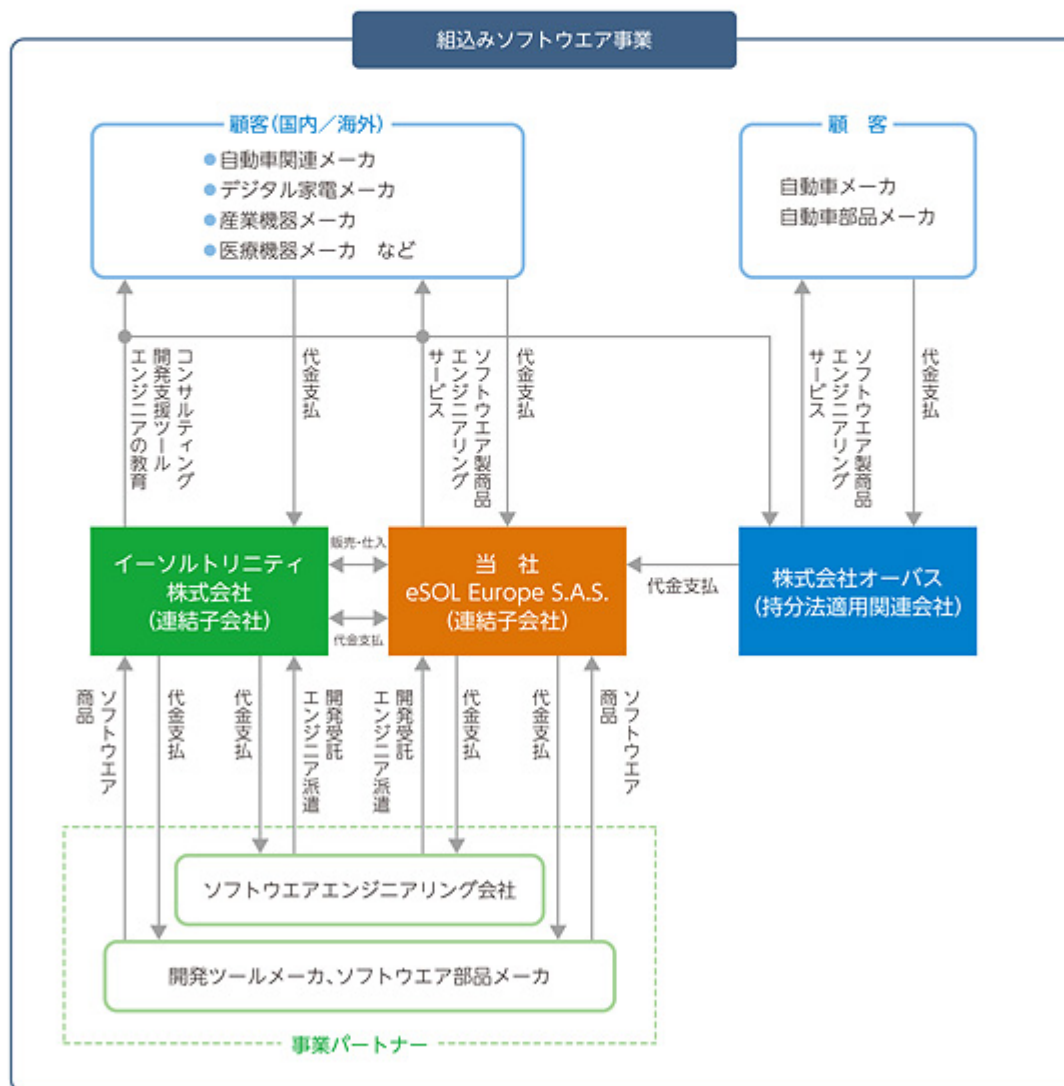 組込みソフトウエア事業
顧客(国内／海外)
●自動車関連メーカ
●デジタル家電メーカ
●産業機器メーカ
●医療機器メーカ など
顧 客
自動車メーカ
自動車部品メーカ
コンサルティング
開発支援ツール
エンジニアの教育
代金支払
ソフトウエア製商品
エンジニアリング
サービス
代金支払
ソフトウエア製商品
エンジニアリング
サービス
代金支払
イーソルトリニティ
株式会社
(連結子会社)
販売・仕入
代金支払
当 社
eSOL Europe S.A.S.
(連結子会社)
代金支払
株式会社オーバス
(持分法適用関連会社)
ソフトウエア
商品
代金支払
代金支払
開発受託
エンジニア派遣
開発受託
エンジニア派遣
代金支払
代金支払
ソフトウエア
商品
ソフトウエアエンジニアリング会社
開発ツールメーカ、ソフトウエア部品メーカ
事業パートナー